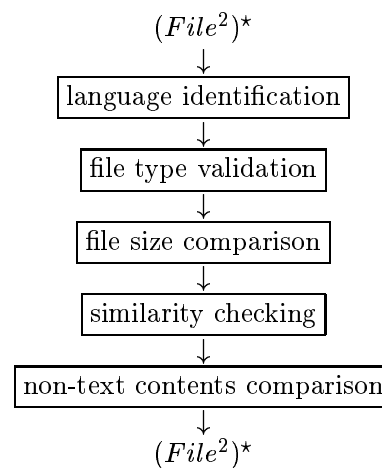 (File²)⋆
language identification
file type validation
file size comparison
similarity checking
non-text contents comparison
(File²)⋆